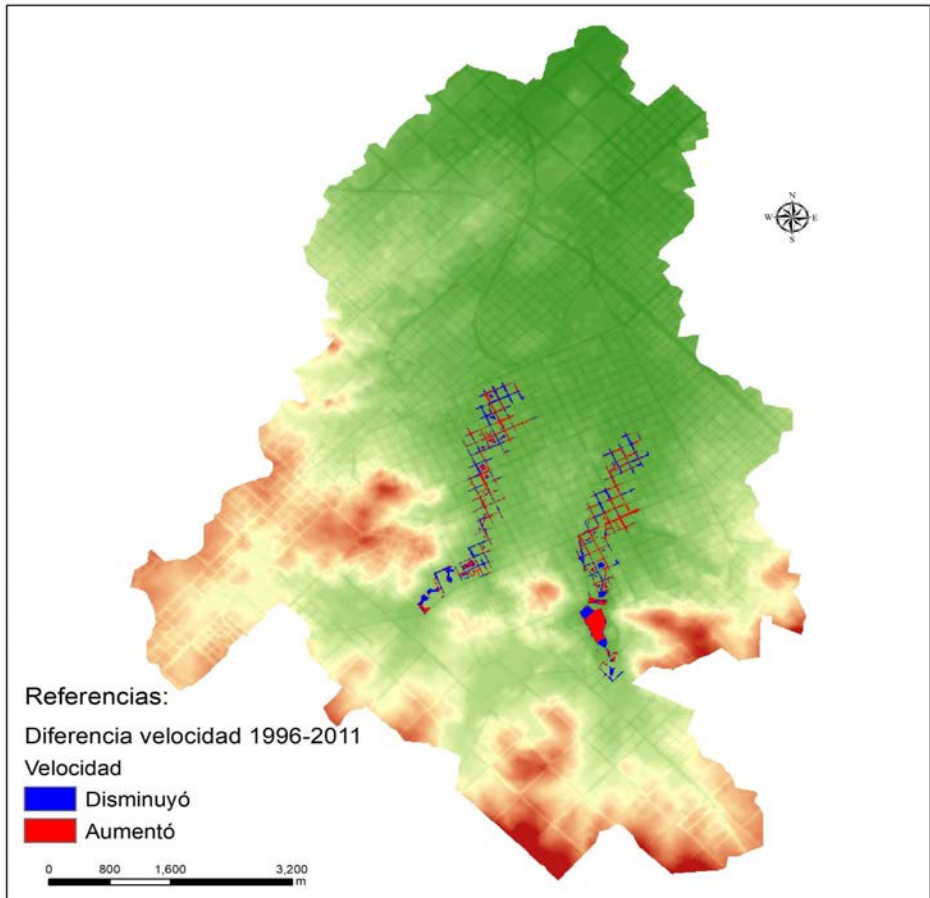 N
W E
S
Referencias:
Diferencia velocidad 1996-2011
Velocidad
Disminuyó
Aumentó
0 800 1,600 3,200
m